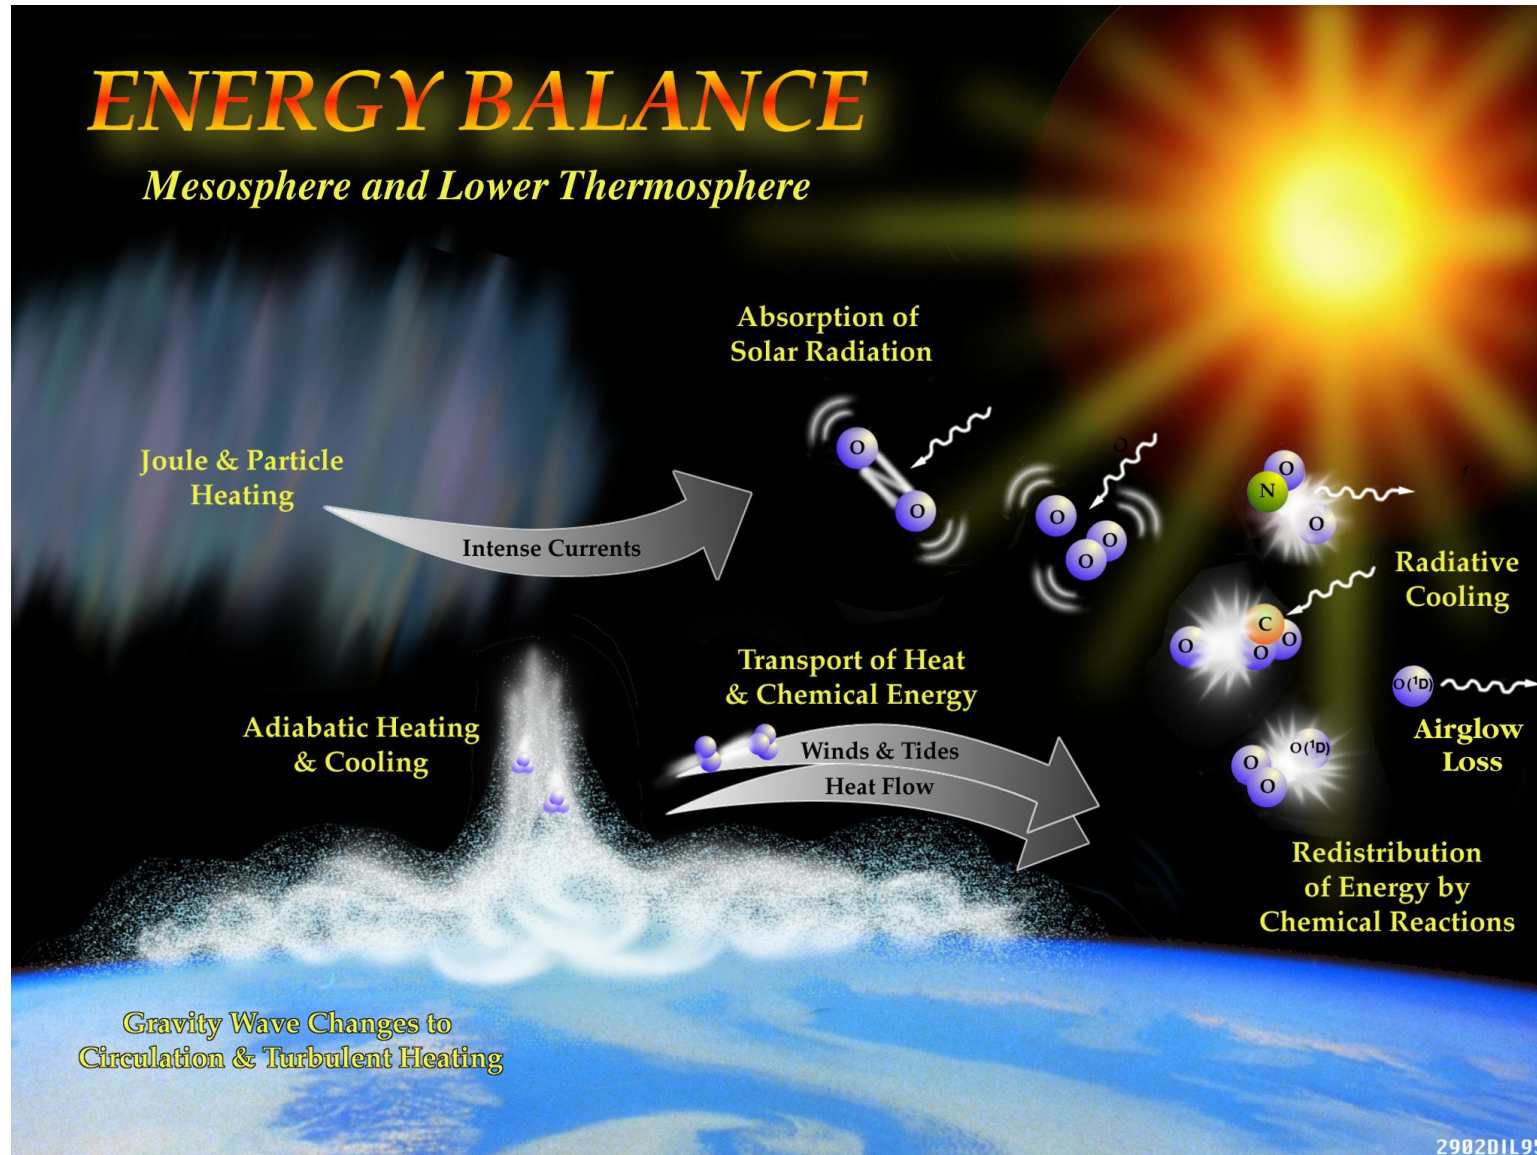 ENERGY BALANCE
Mesosphere and Lower Thermosphere
Absorption of
Solar Radiation
Joule & Particle
Heating
Intense Currents
O
O
O
O
O
O
O
N
O
Radiative
Cooling
C
O
O
O
Transport of Heat
& Chemical Energy
Winds & Tides
Heat Flow
Adiabatic Heating
& Cooling
O(¹D)
Airglow
Loss
O(¹D)
O
O
Redistribution
of Energy by
Chemical Reactions
Gravity Wave Changes to
Circulation & Turbulent Heating